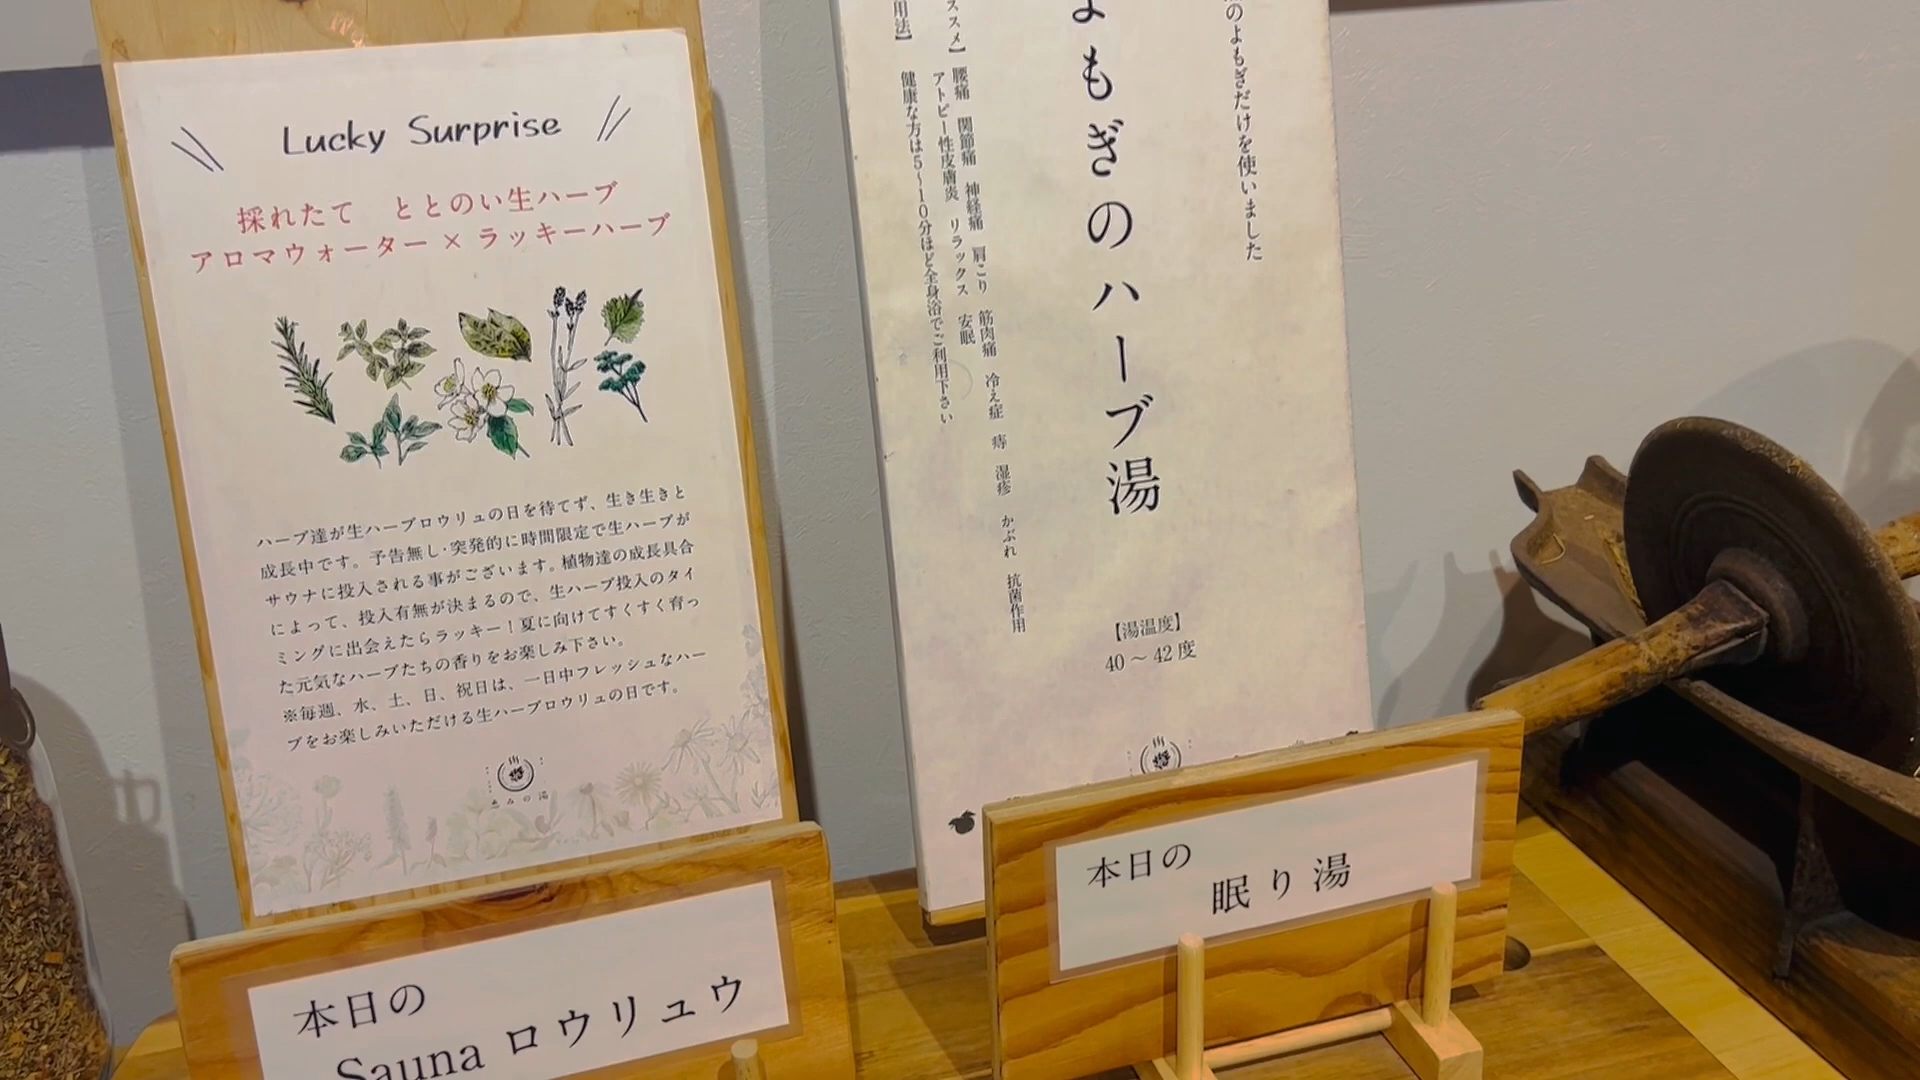 Lucky Surprise
採れたて　ととのい生ハーブ
アロマウォーター × ラッキーハーブ
ハーブ達が生ハーブロウリュの日を待てず、生き生きと
成長中です。予告無し・突発的に時間限定で生ハーブが
サウナに投入される事がございます。植物達の成長具合
によって、投入有無が決まるので、生ハーブ投入のタイ
ミングに出会えたらラッキー！夏に向けてすくすく育っ
た元気なハーブたちの香りをお楽しみ下さい。
※毎週、水、土、日、祝日は、一日中フレッシュなハー
ブをお楽しみいただける生ハーブロウリュの日です。
恵みの湯
本日の
Sauna ロウリュウ
のよもぎだけを使いました
よもぎのハーブ湯
ススメ】 腰痛 関節痛 神経痛 肩こり 筋肉痛 冷え症 痔 湿疹 かぶれ 抗菌作用
アトピー性皮膚炎 リラックス 安眠
用法】 健康な方は5〜10分ほど全身浴でご利用下さい
【湯温度】
40 〜 42 度
本日の
眠り湯